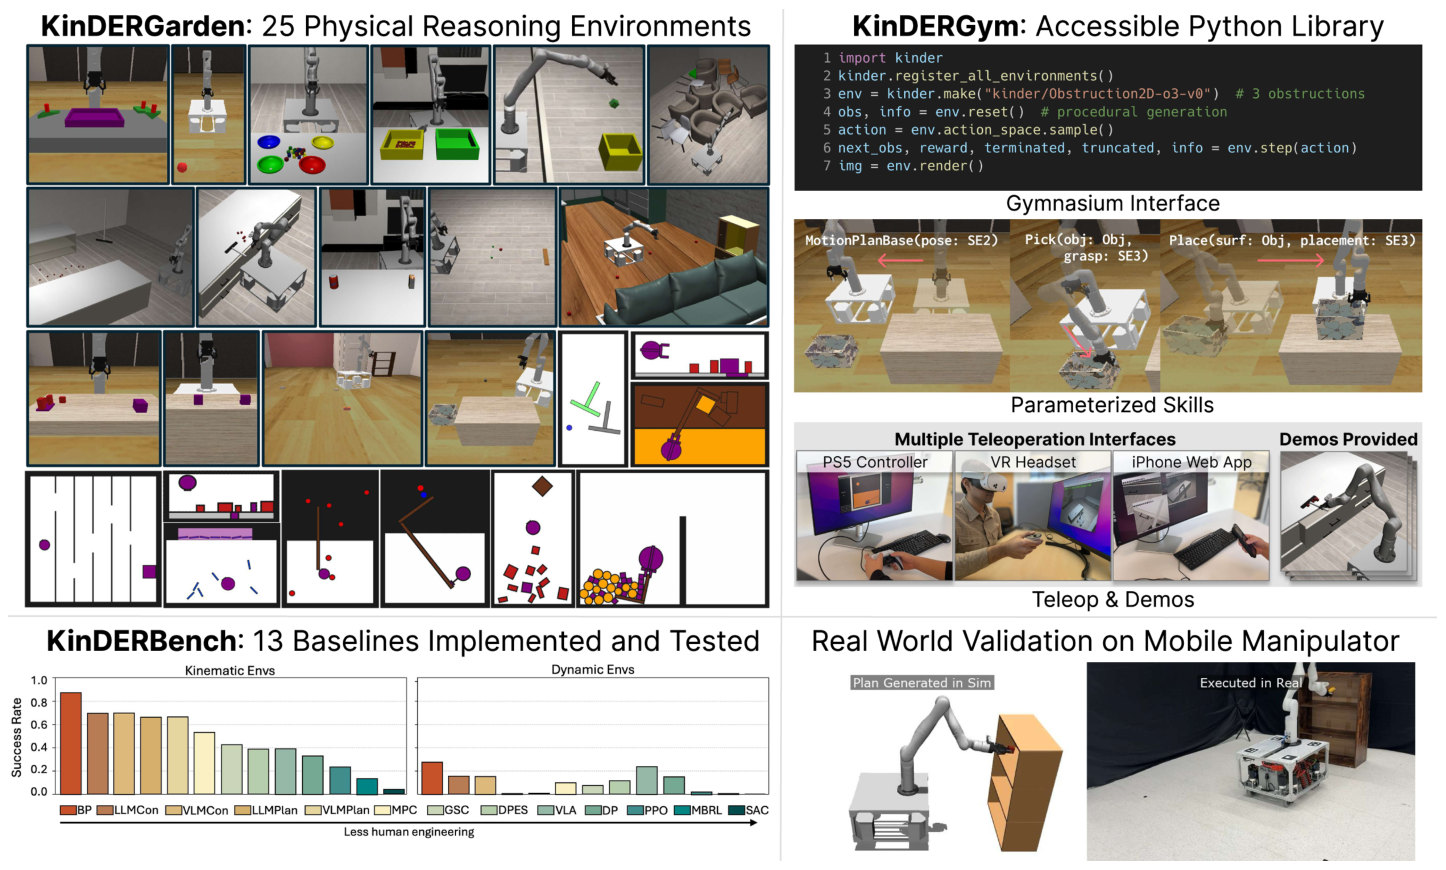 KinDERGarden: 25 Physical Reasoning Environments
KinDERGym: Accessible Python Library
1 import kinder
2 kinder.register_all_environments()
3 env = kinder.make("kinder/Obstruction2D-o3-v0")  # 3 obstructions
4 obs, info = env.reset()  # procedural generation
5 action = env.action_space.sample()
6 next_obs, reward, terminated, truncated, info = env.step(action)
7 img = env.render()
Gymnasium Interface
MotionPlanBase(pose: SE2)
Pick(obj: Obj,
grasp: SE3)
Place(surf: Obj, placement: SE3)
Parameterized Skills
Multiple Teleoperation Interfaces
Demos Provided
PS5 Controller
VR Headset
iPhone Web App
Teleop & Demos
KinDERBench: 13 Baselines Implemented and Tested
Kinematic Envs
Dynamic Envs
Success Rate
1.0
0.8
0.6
0.4
0.2
0.0
BP LLMCon VLMCon LLMPlan VLMPlan MPC GSC DPES VLA DP PPO MBRL SAC
Less human engineering
Real World Validation on Mobile Manipulator
Plan Generated in Sim
Executed in Real